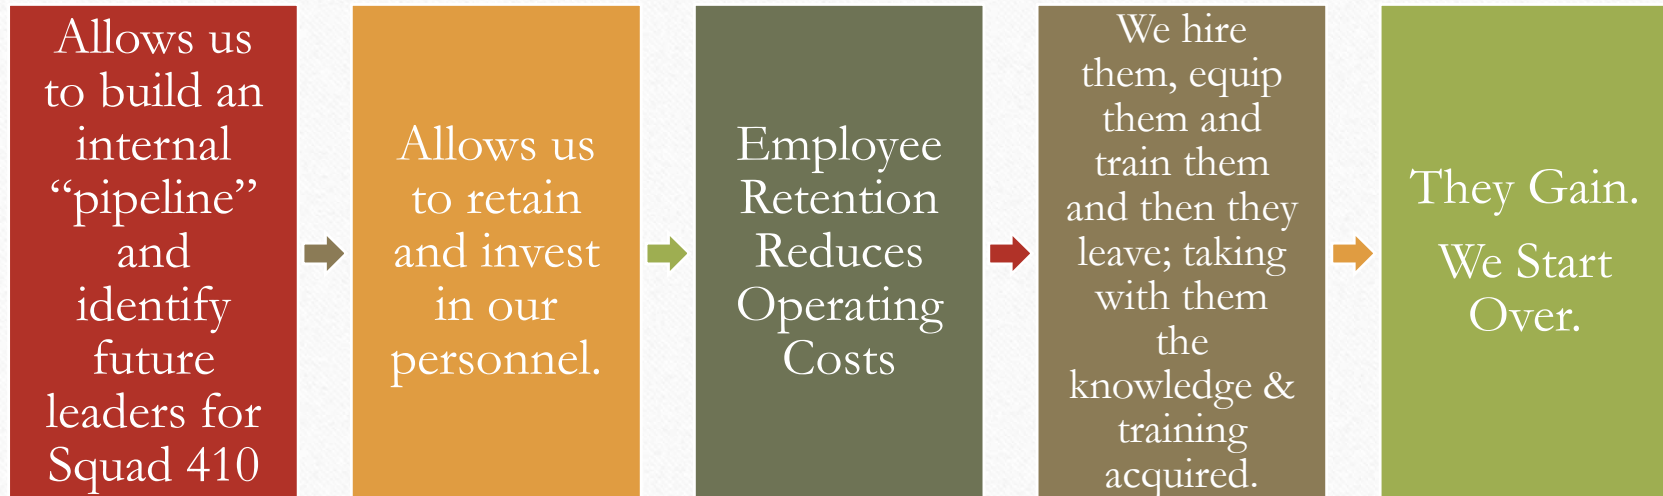 Allows us
to build an
internal
“pipeline”
and
identify
future
leaders for
Squad 410
Allows us
to retain
and invest
in our
personnel.
Employee
Retention
Reduces
Operating
Costs
We hire
them, equip
them and
train them
and then they
leave; taking
with them
the
knowledge &
training
acquired.
They Gain.
We Start
Over.